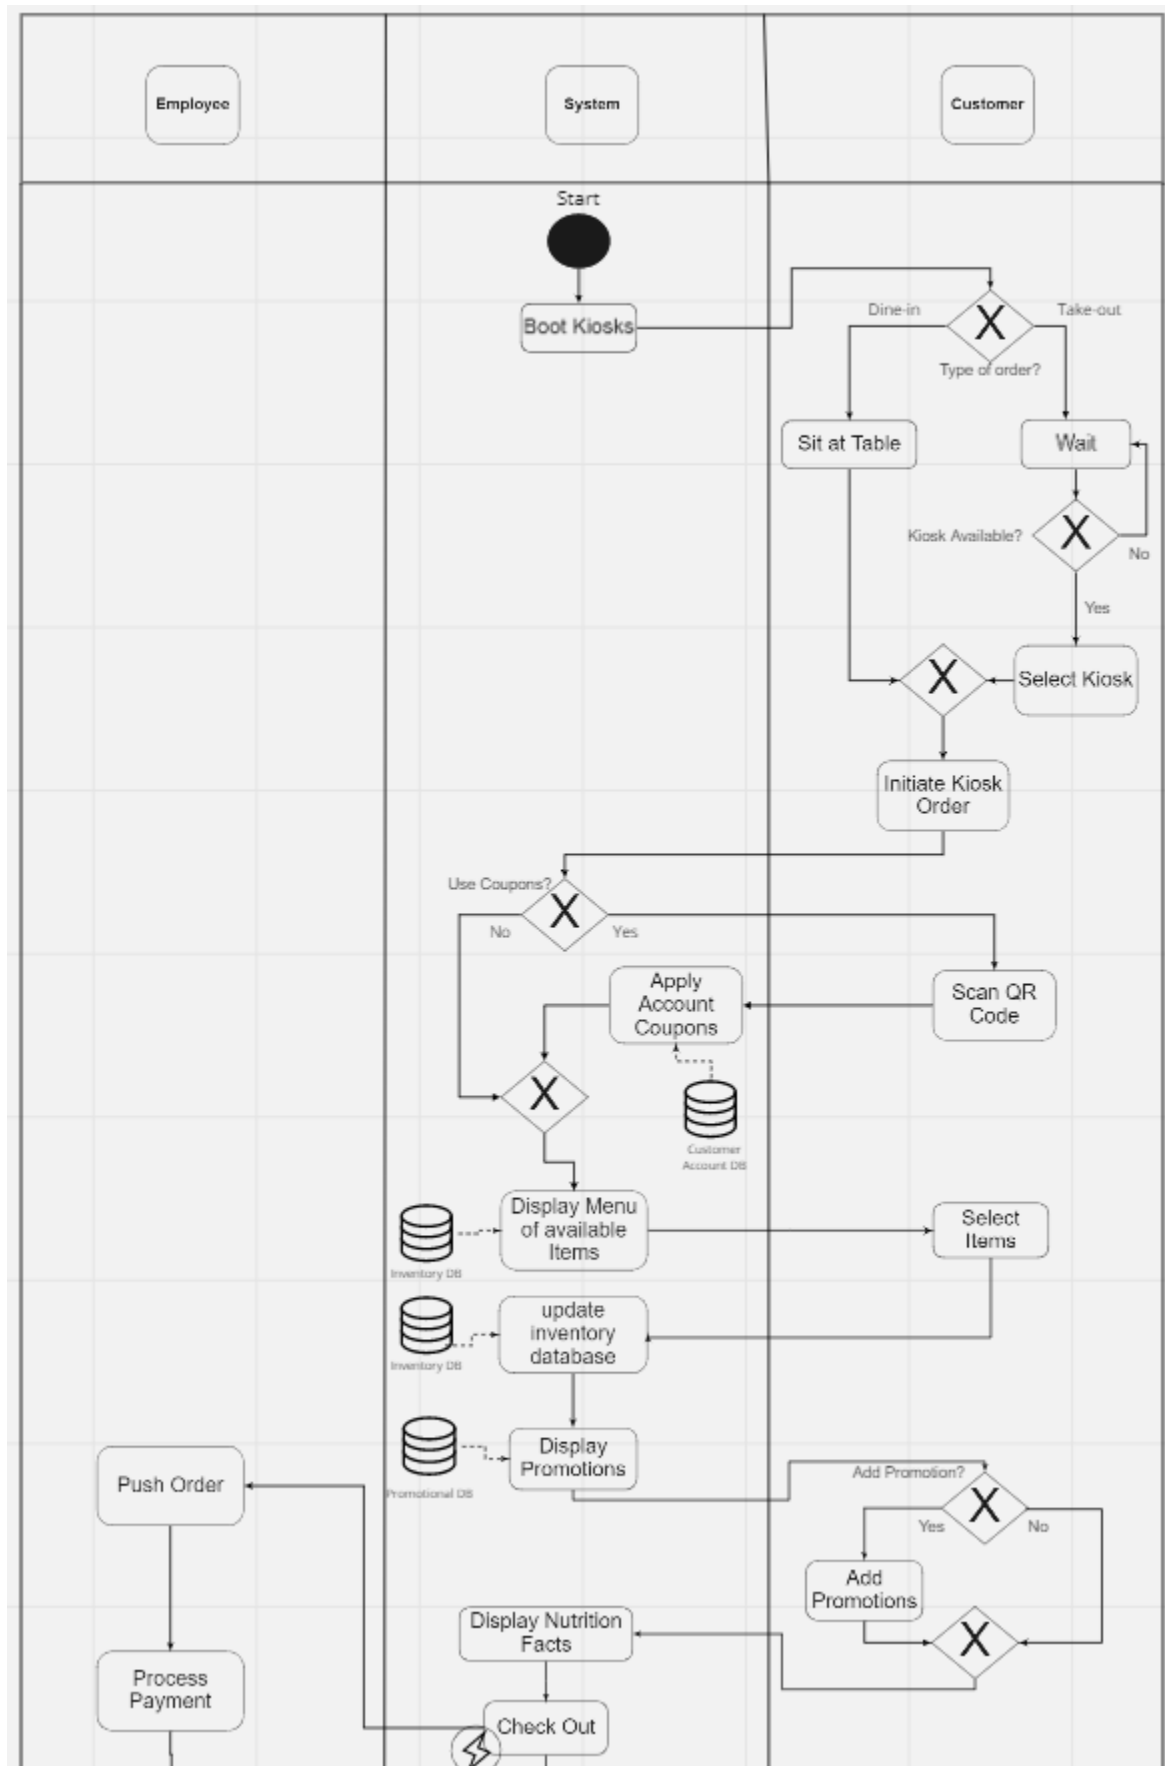 Employee
System
Customer
Start
Boot Kiosks
Dine-in
X
Take-out
Type of order?
Sit at Table
Wait
Kiosk Available?
X
No
Yes
X
Select Kiosk
Initiate Kiosk
Order
Use Coupons?
X
No
Yes
Apply
Account
Coupons
Scan QR
Code
X
Customer
Account DB
Display Menu
of available
Items
Inventory DB
Select
Items
update
inventory
database
Inventory DB
Display
Promotions
Promotional DB
Push Order
Add Promotion?
X
Yes
No
Add
Promotions
X
Display Nutrition
Facts
Process
Payment
Check Out